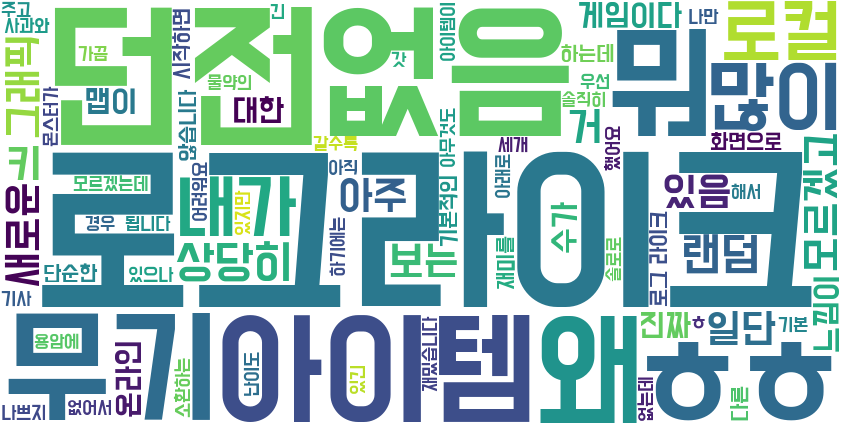 주고
사과와
그래픽
몬스터가
던전
가끔
맵이
시작하면
물약인
대한
없음
갓
아이템이
긴
뭐
많이
게임이다
나만
로컬
하는데
우선
솔직히
거
화면으로
키
새로운
않습니다
같수록
세개
했어요
모르겠고
느낌이
로그라이크
모르겠는데
경우
됩니다
단순한
있으나
기사
어려워요
내가
있지만
상당히
아직
아주
하기에는
보는
기본적인
아무것도
아래로
재미를
수가
솔로로
로그 라이크
있음
해서
랜덤
무기
용암에
나쁘지
없어서
온라인
소환하는
난이도
있긴
아이템
재밌습니다
왜
진짜
ㅎ
일단
기본
ㅎㅎ
없는데
다른